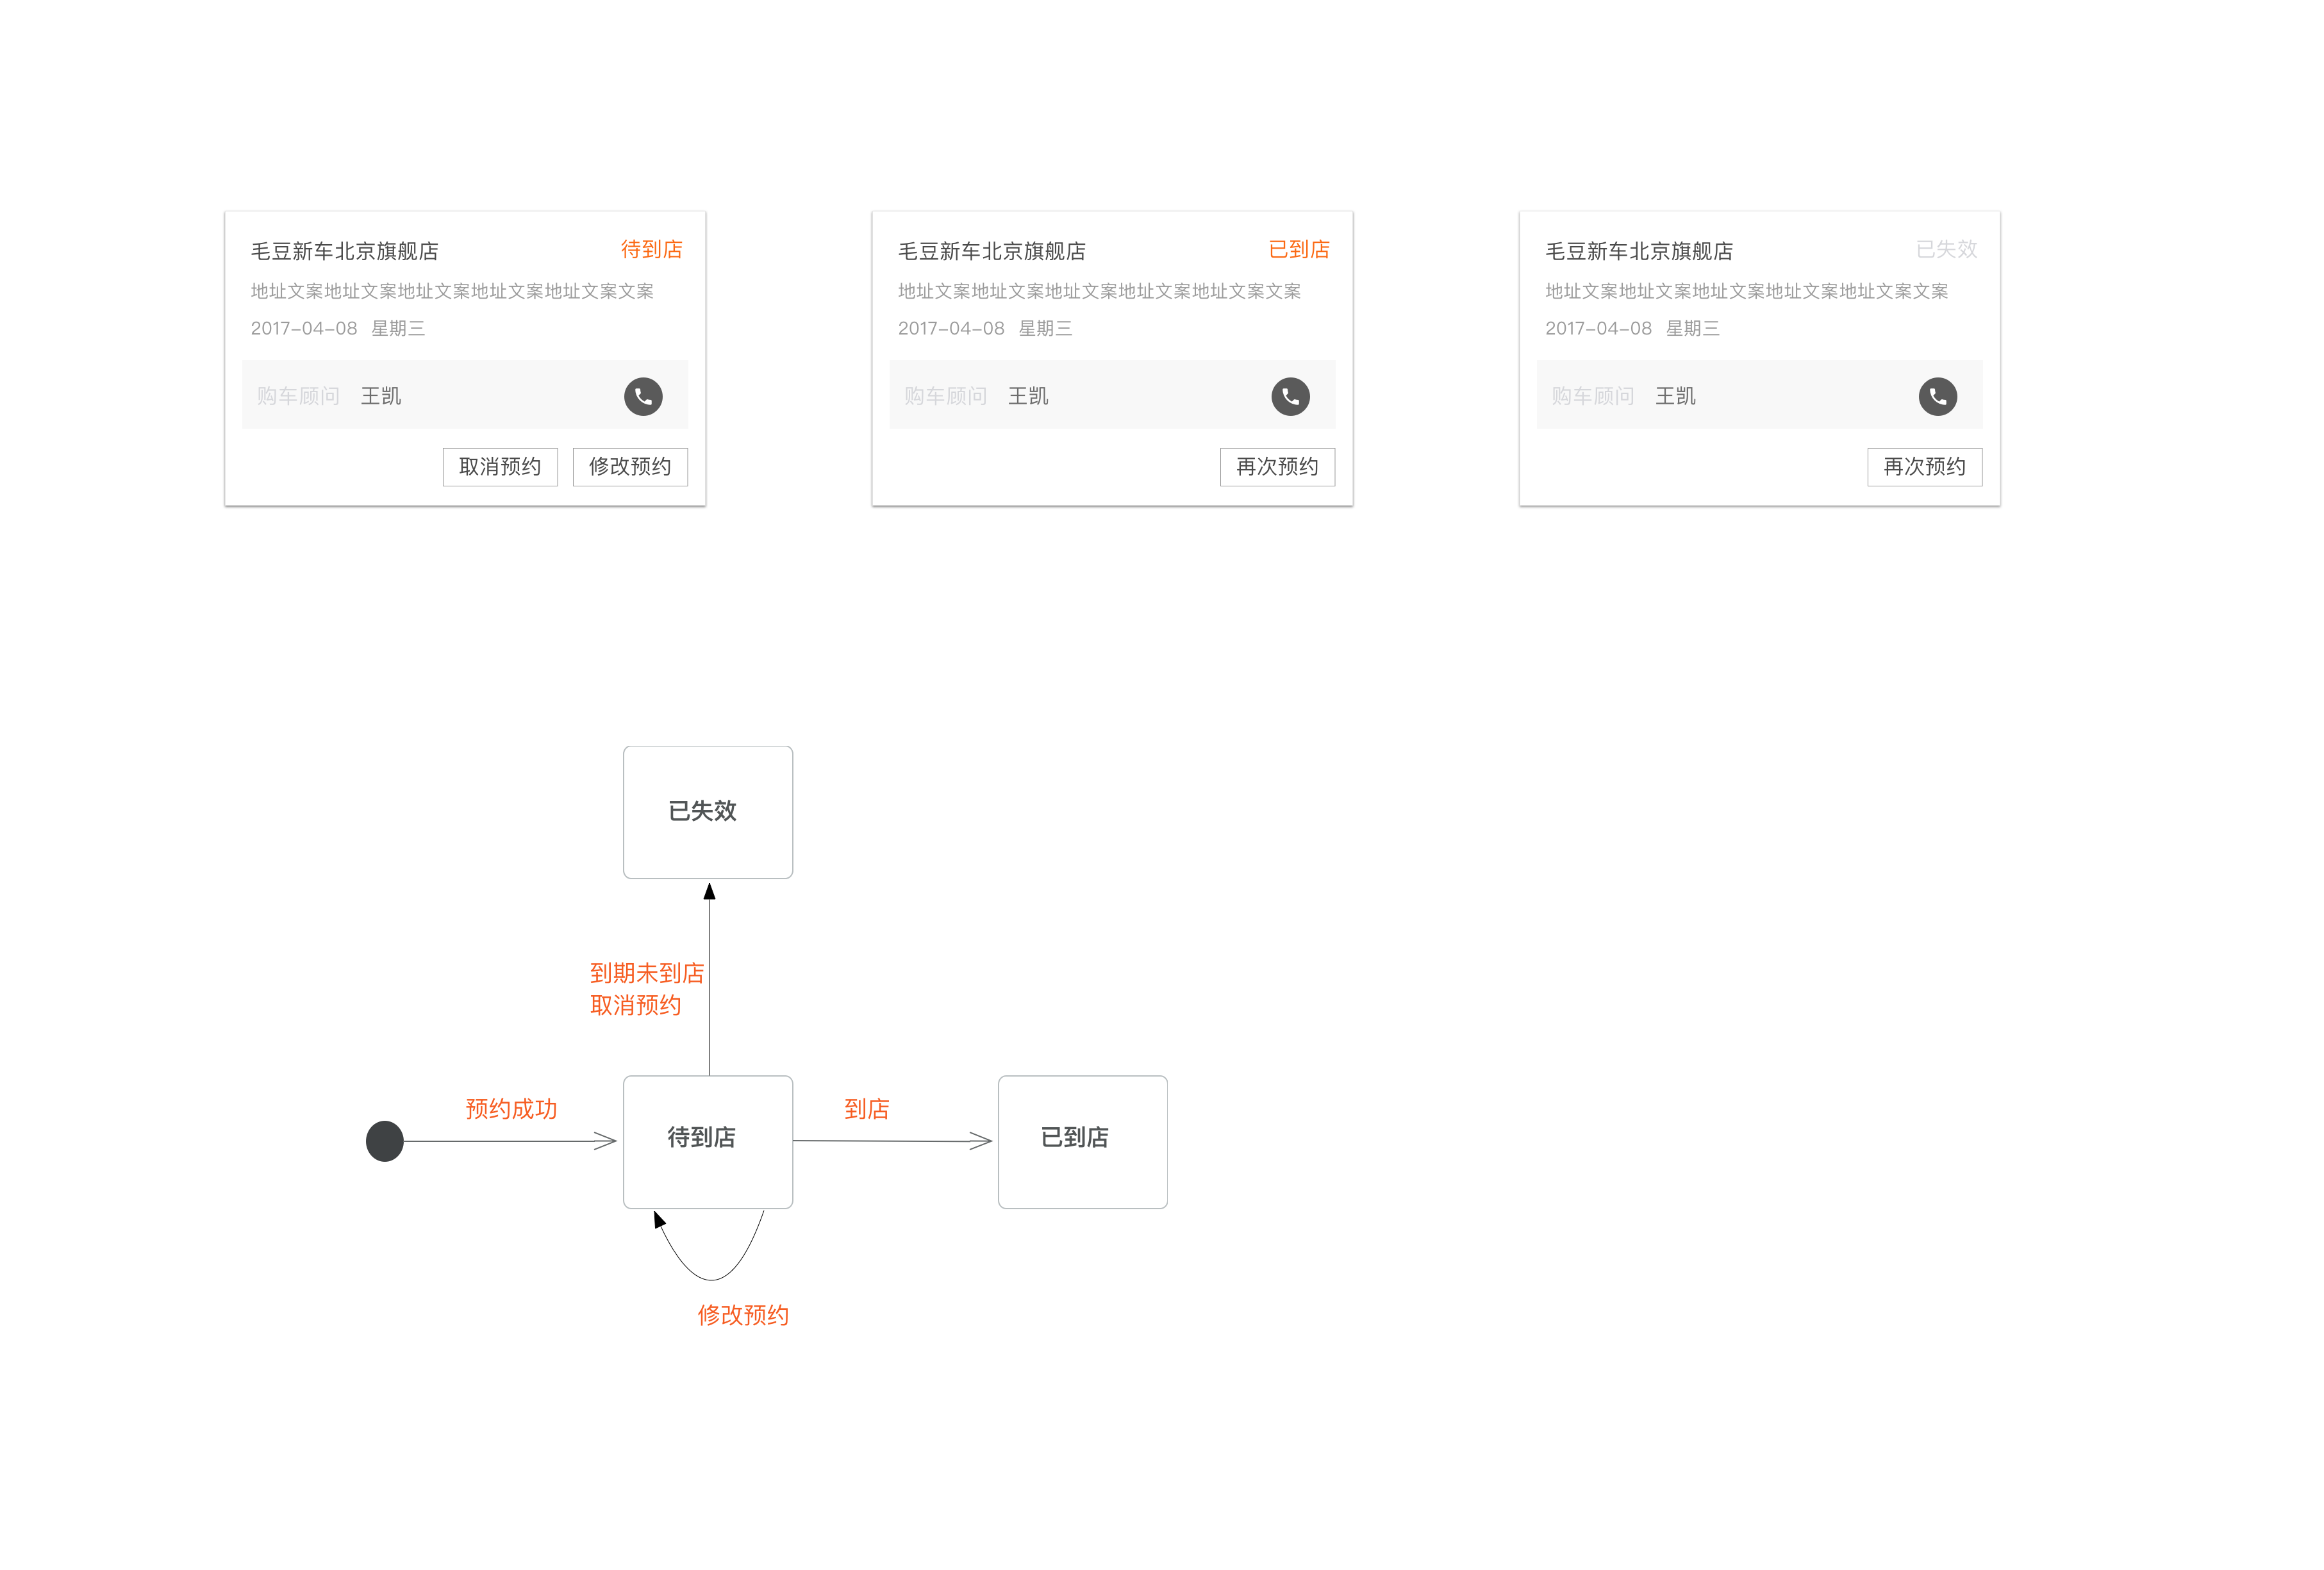 毛豆新车北京旗舰店 待到店
地址文案地址文案地址文案地址文案地址文案文案
2017-04-08 星期三
购车顾问 王凯
取消预约 修改预约
毛豆新车北京旗舰店 已到店
地址文案地址文案地址文案地址文案地址文案文案
2017-04-08 星期三
购车顾问 王凯
再次预约
毛豆新车北京旗舰店 已失效
地址文案地址文案地址文案地址文案地址文案文案
2017-04-08 星期三
购车顾问 王凯
再次预约
已失效
到期未到店
取消预约
预约成功
待到店
到店
已到店
修改预约